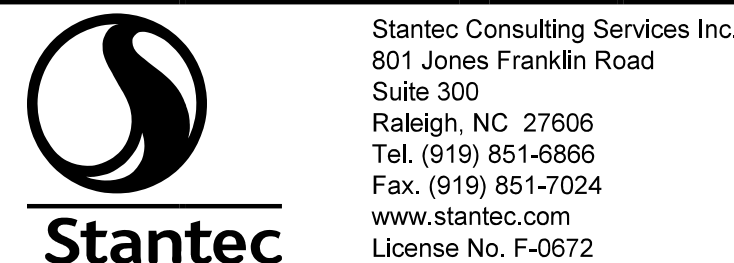 Stantec
Stantec Consulting Services Inc.
801 Jones Franklin Road
Suite 300
Raleigh, NC  27606
Tel. (919) 851-6866
Fax. (919) 851-7024
www.stantec.com
License No. F-0672